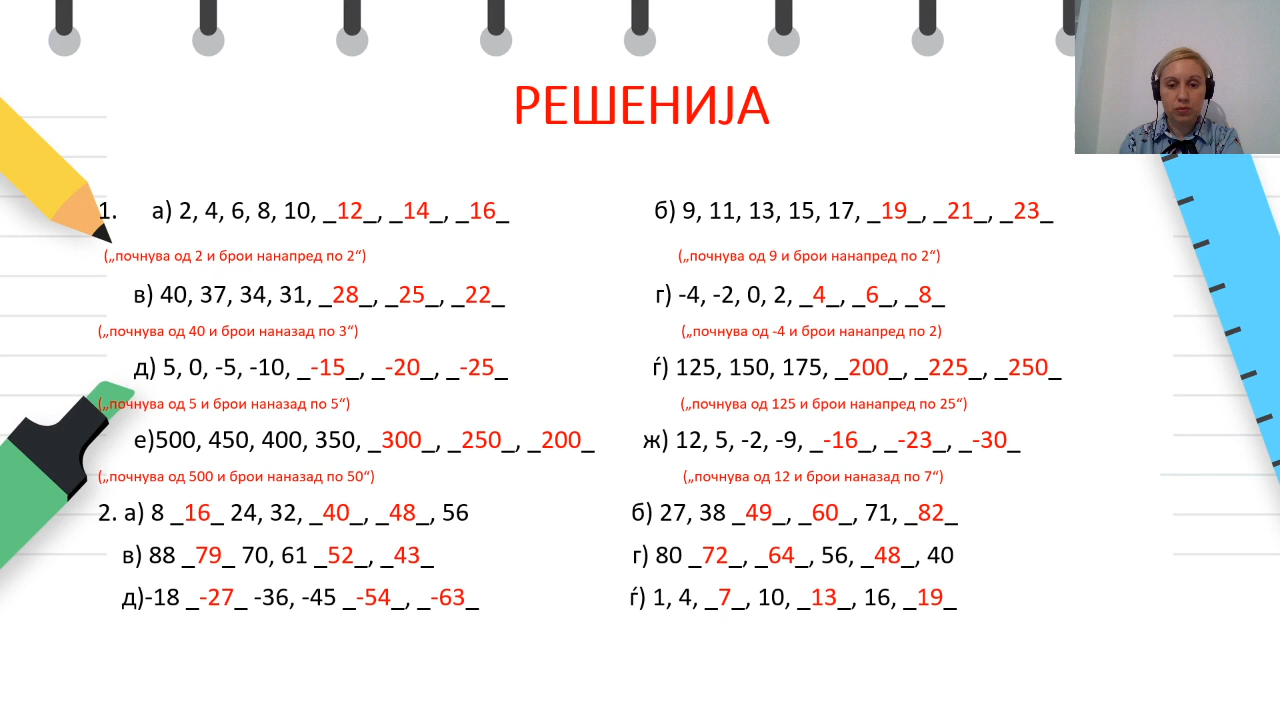 РЕШЕНИЈА
1. а) 2, 4, 6, 8, 10, _12_, _14_, _16_
б) 9, 11, 13, 15, 17, _19_, _21_, _23_
(„почнува од 2 и брои нанапред по 2“)
(„почнува од 9 и брои нанапред по 2“)
в) 40, 37, 34, 31, _28_, _25_, _22_
г) -4, -2, 0, 2, _4_, _6_, _8_
(„почнува од 40 и брои наназад по 3“)
(„почнува од -4 и брои нанапред по 2)
д) 5, 0, -5, -10, _-15_, _-20_, _-25_
ѓ) 125, 150, 175, _200_, _225_, _250_
(„почнува од 5 и брои наназад по 5“)
(„почнува од 125 и брои нанапред по 25“)
е)500, 450, 400, 350, _300_, _250_, _200_
ж) 12, 5, -2, -9, _-16_, _-23_, _-30_
(„почнува од 500 и брои наназад по 50“)
(„почнува од 12 и брои наназад по 7“)
2. а) 8 _16_ 24, 32, _40_, _48_, 56
б) 27, 38 _49_, _60_, 71, _82_
в) 88 _79_ 70, 61 _52_, _43_
г) 80 _72_, _64_, 56, _48_, 40
д)-18 _-27_ -36, -45 _-54_, _-63_
ѓ) 1, 4, _7_, 10, _13_, 16, _19_